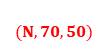 (N, 70, 50)